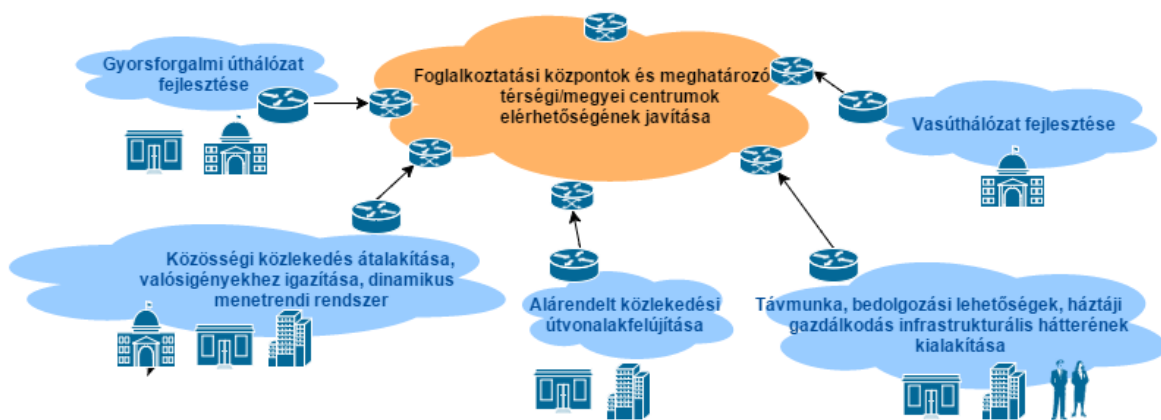 Gyorsforgalmi úthálózat
fejlesztése
Foglalkoztatási központok és meghatározó
térségi/megyei centrumok
elérhetőségének javítása
Vasúthálózat fejlesztése
Közösségi közlekedés átalakítása,
valósigényekhez igazítása, dinamikus
menetrendi rendszer
Alárendelt közlekedési
útvonalakfelújítása
Távmunka, bedolgozási lehetőségek, háztáji
gazdálkodás infrastrukturális hátterének
kialakítása